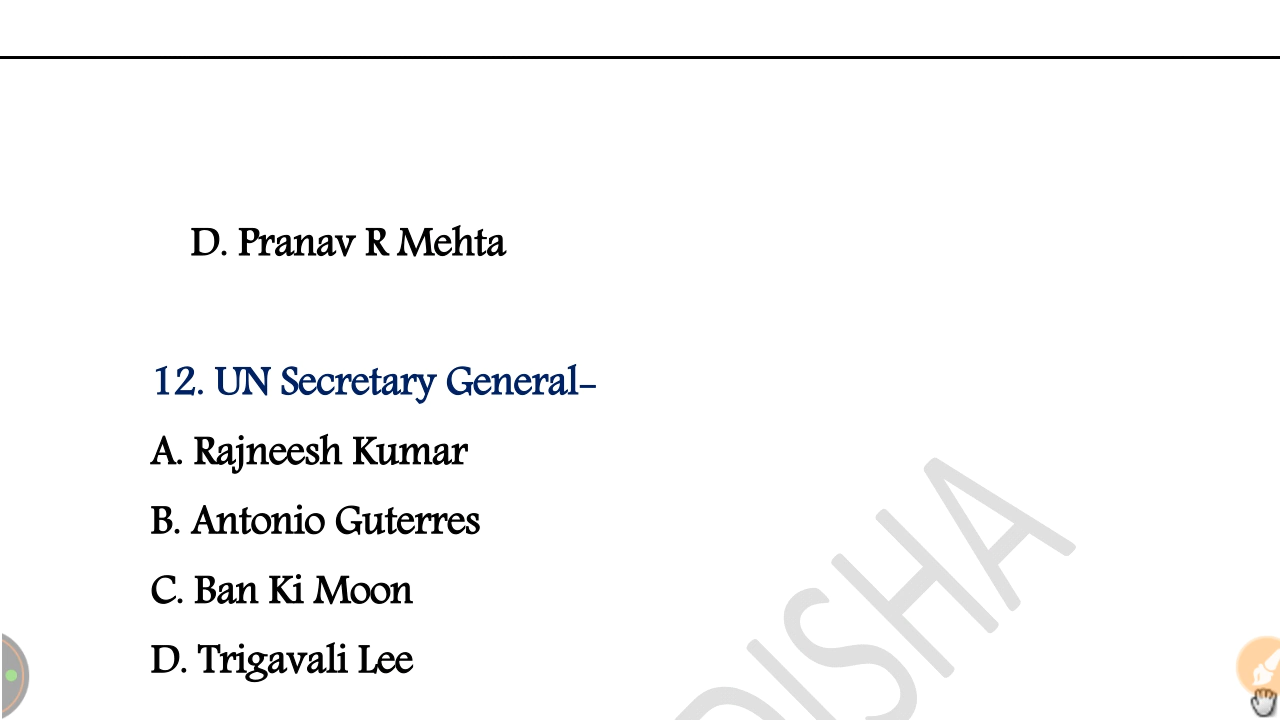 D. Pranav R Mehta
12. UN Secretary General-
A. Rajneesh Kumar
B. Antonio Guterres
C. Ban Ki Moon
D. Trigavali Lee
DISHA